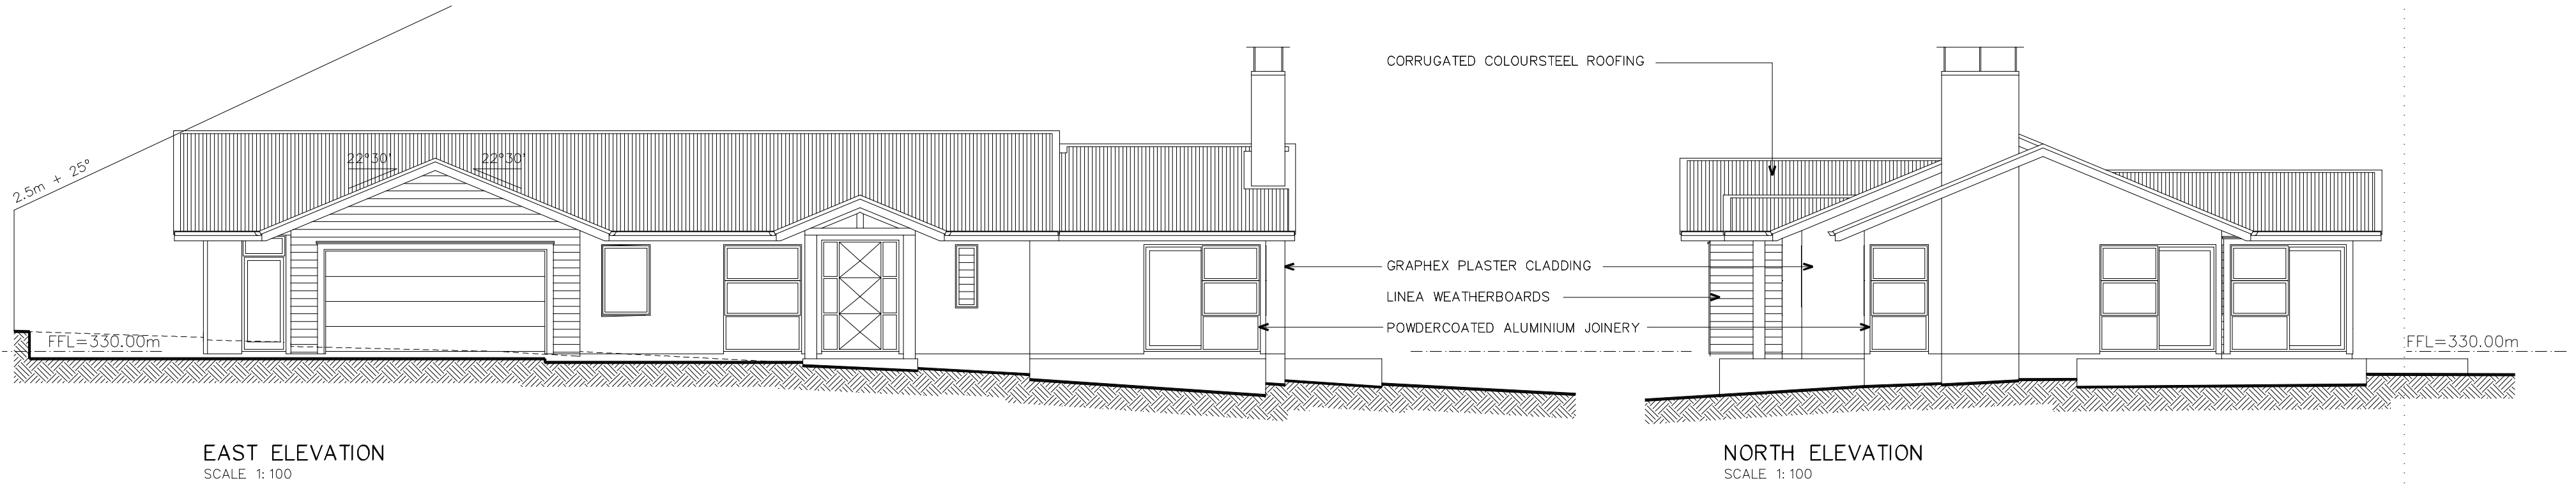 CORRUGATED COLOURSTEEL ROOFING
22°30'
22°30'
2.5m + 25°
GRAPHEX PLASTER CLADDING
LINEA WEATHERBOARDS
POWDERCOATED ALUMINIUM JOINERY
FFL=330.00m
FFL=330.00m
EAST ELEVATION
SCALE 1:100
NORTH ELEVATION
SCALE 1:100